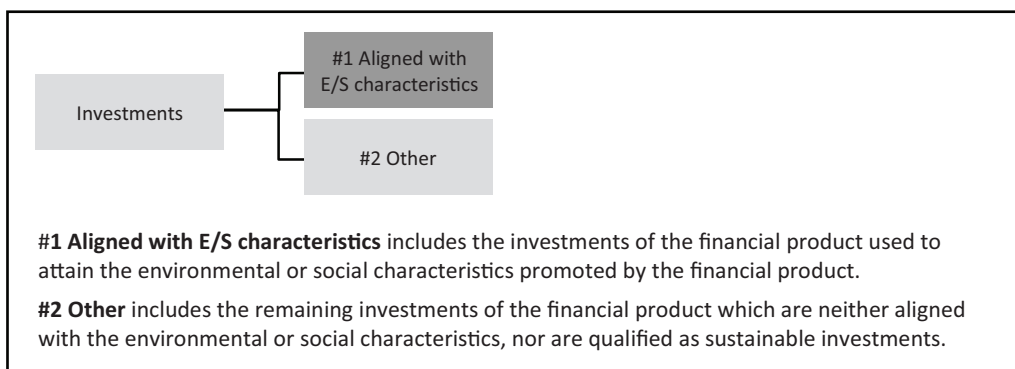 #1 Aligned with
E/S characteristics
Investments
#2 Other
#1 Aligned with E/S characteristics includes the investments of the financial product used to
attain the environmental or social characteristics promoted by the financial product.
#2 Other includes the remaining investments of the financial product which are neither aligned
with the environmental or social characteristics, nor are qualified as sustainable investments.